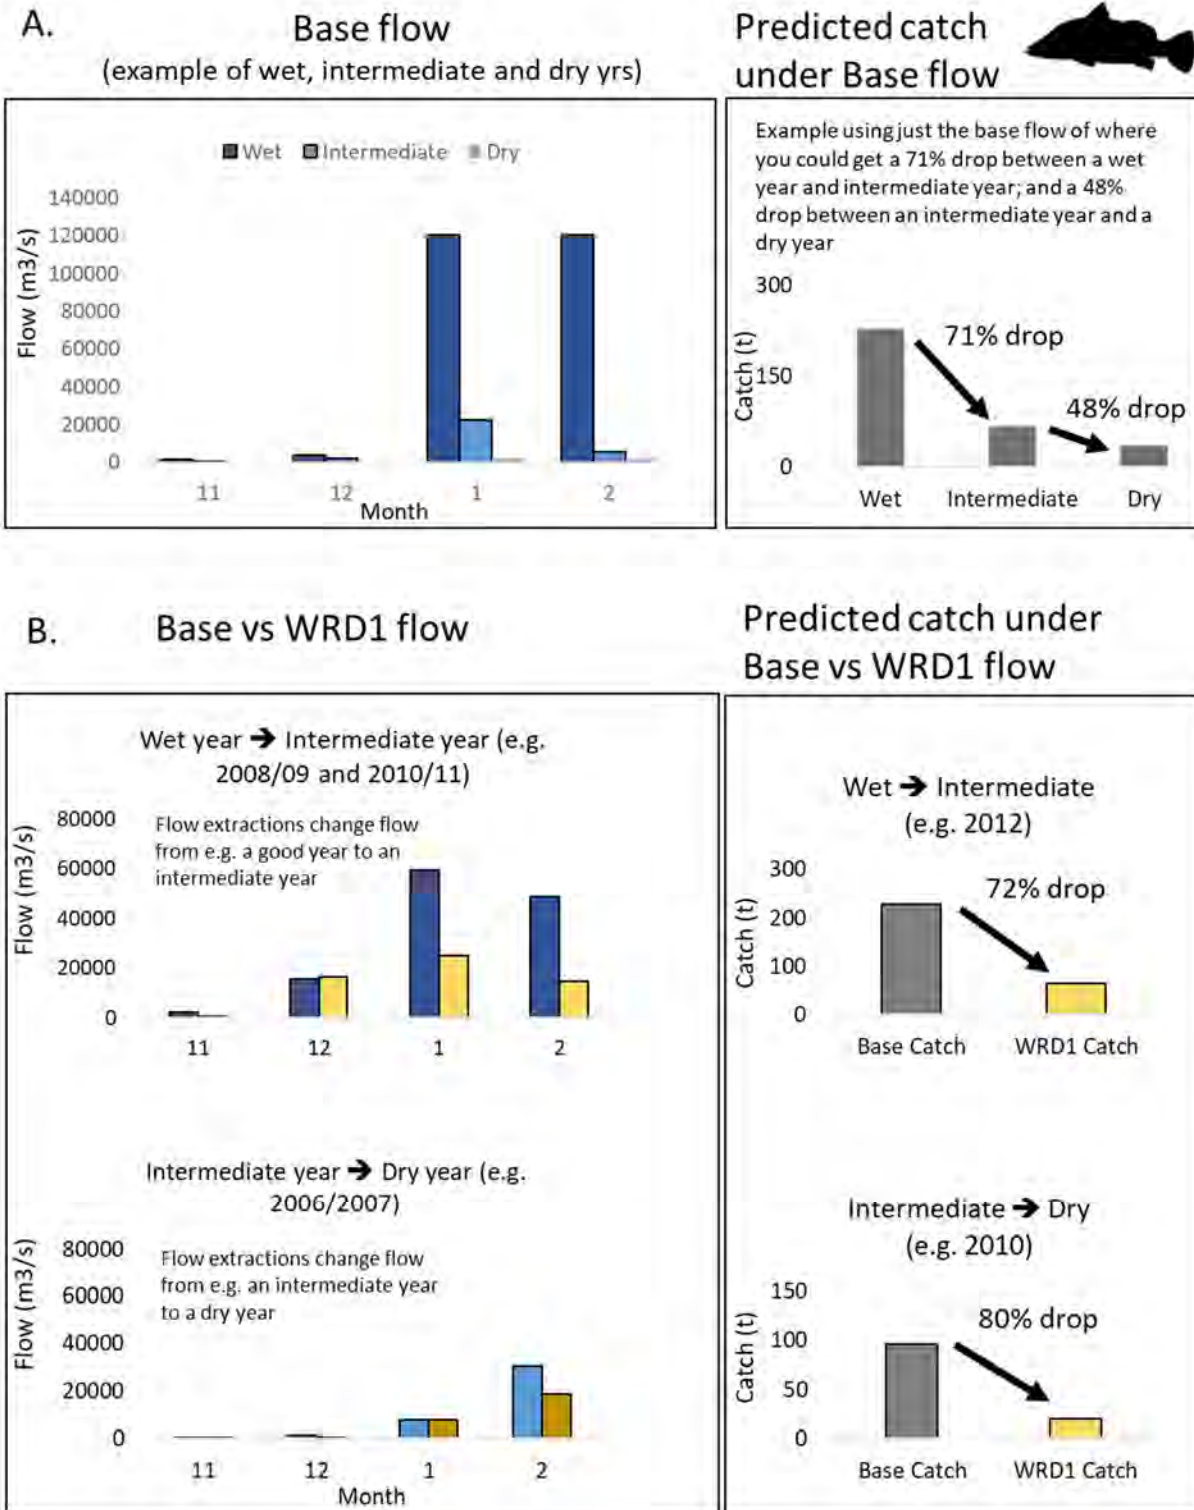 A.
Base flow
(example of wet, intermediate and dry yrs)
Wet Intermediate Dry
Flow (m3/s)
140000
120000
100000
80000
60000
40000
20000
0
11 12 1 2
Month
Predicted catch
under Base flow
Example using just the base flow of where
you could get a 71% drop between a wet
year and intermediate year; and a 48%
drop between an intermediate year and a
dry year
Catch (t)
300
150
0
71% drop
48% drop
Wet Intermediate Dry
B.
Base vs WRD1 flow
Wet year ➔ Intermediate year (e.g.
2008/09 and 2010/11)
Flow extractions change flow
from e.g. a good year to an
intermediate year
Flow (m3/s)
80000
60000
40000
20000
0
11 12 1 2
Intermediate year ➔ Dry year (e.g.
2006/2007)
Flow extractions change flow
from e.g. an intermediate year
to a dry year
Flow (m3/s)
80000
60000
40000
20000
0
11 12 1 2
Month
Predicted catch under
Base vs WRD1 flow
Wet ➔ Intermediate
(e.g. 2012)
Catch (t)
300
200
100
0
72% drop
Base Catch WRD1 Catch
Intermediate ➔ Dry
(e.g. 2010)
Catch (t)
150
100
50
0
80% drop
Base Catch WRD1 Catch